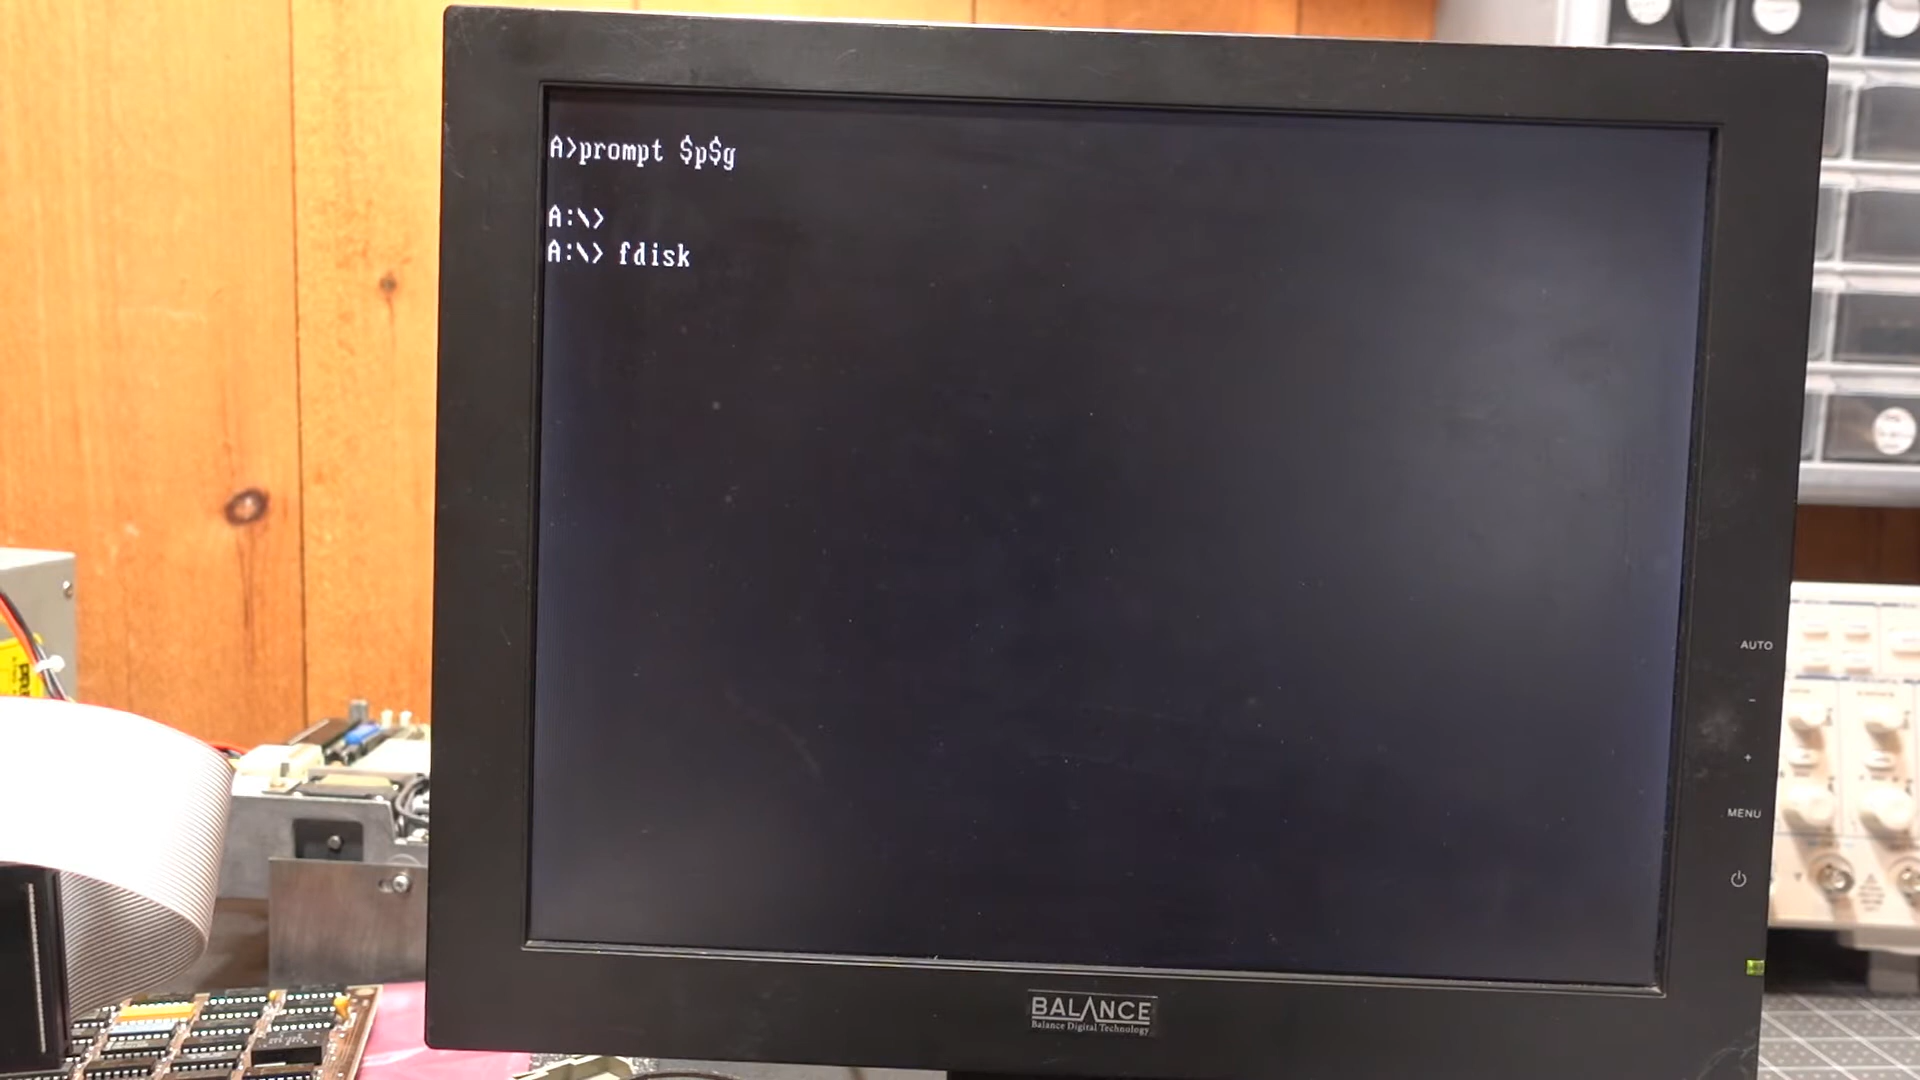 A>prompt $p$g
A:\>
A:\> fdisk
AUTO
-
+
MENU
BALANCE
Balance Digital Technology